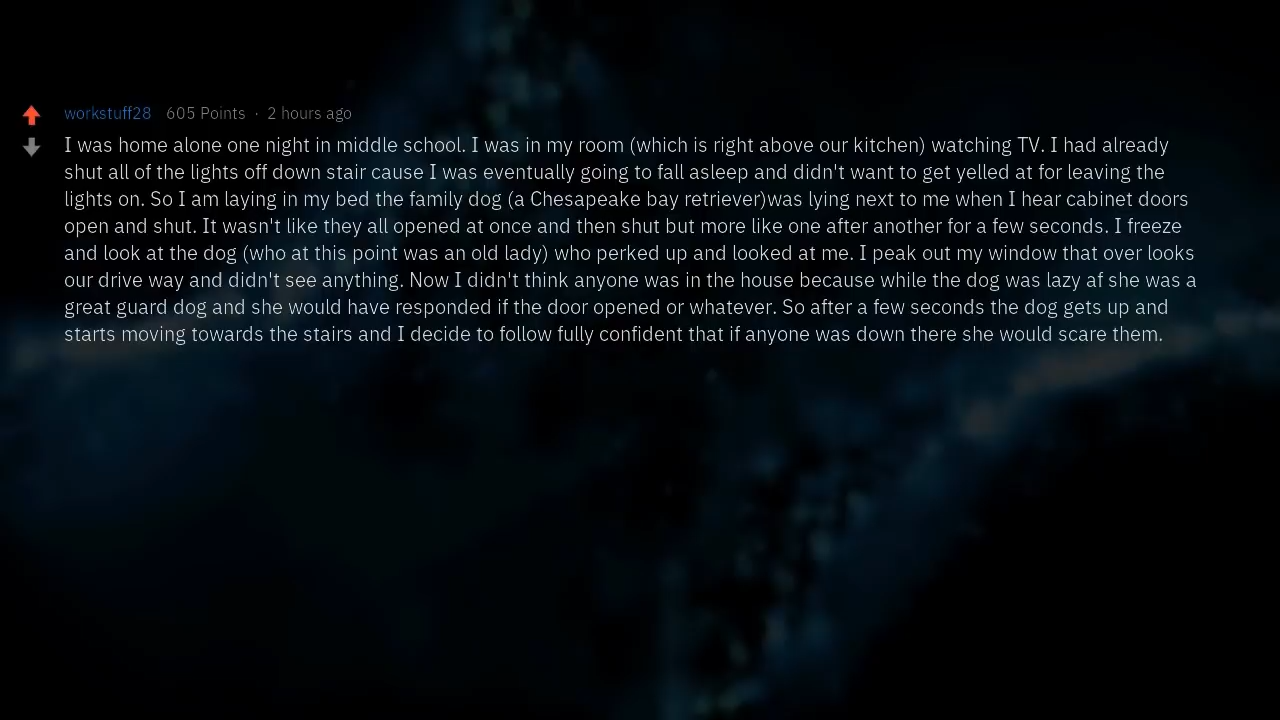 workstuff28 605 Points · 2 hours ago
I was home alone one night in middle school. I was in my room (which is right above our kitchen) watching TV. I had already
shut all of the lights off down stair cause I was eventually going to fall asleep and didn't want to get yelled at for leaving the
lights on. So I am laying in my bed the family dog (a Chesapeake bay retriever)was lying next to me when I hear cabinet doors
open and shut. It wasn't like they all opened at once and then shut but more like one after another for a few seconds. I freeze
and look at the dog (who at this point was an old lady) who perked up and looked at me. I peak out my window that over looks
our drive way and didn't see anything. Now I didn't think anyone was in the house because while the dog was lazy af she was a
great guard dog and she would have responded if the door opened or whatever. So after a few seconds the dog gets up and
starts moving towards the stairs and I decide to follow fully confident that if anyone was down there she would scare them.